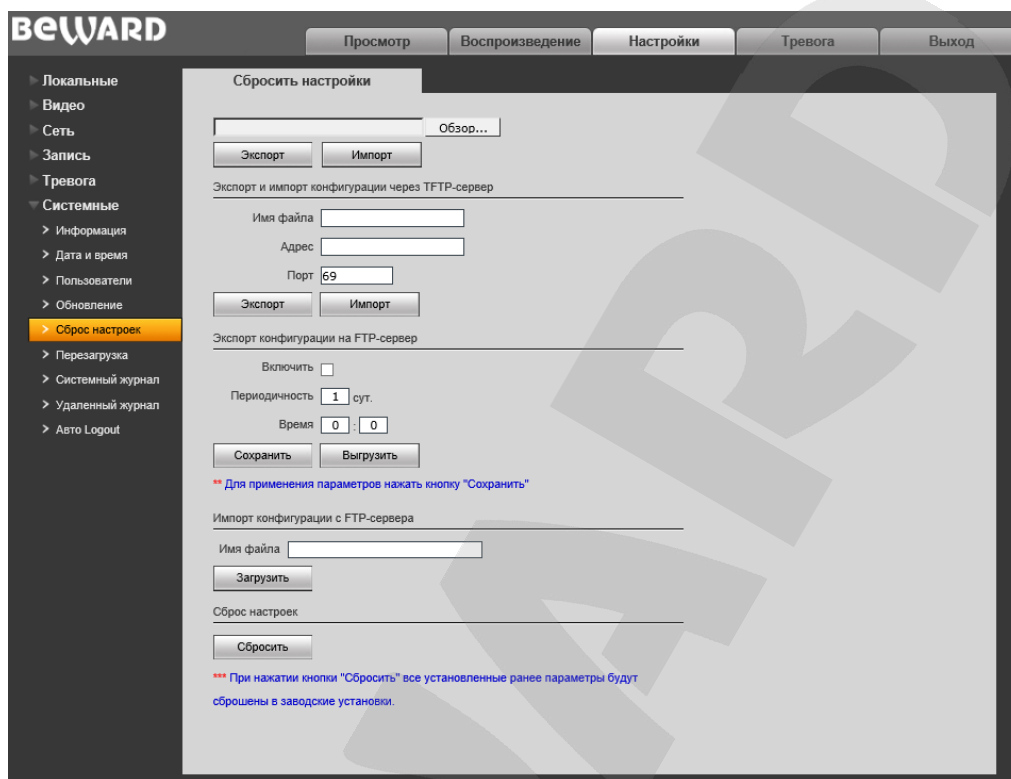 BEWARD
Просмотр
Воспроизведение
Настройки
Тревога
Выход
Локальные
Видео
Сеть
Запись
Тревога
Системные
Информация
Дата и время
Пользователи
Обновление
Сброс настроек
Перезагрузка
Системный журнал
Удаленный журнал
Авто Logout
Сбросить настройки
Обзор...
Экспорт Импорт
Экспорт и импорт конфигурации через TFTP-сервер
Имя файла
Адрес
Порт 69
Экспорт Импорт
Экспорт конфигурации на FTP-сервер
Включить
Периодичность 1 сут.
Время 0 : 0
Сохранить Выгрузить
** Для применения параметров нажать кнопку "Сохранить"
Импорт конфигурации с FTP-сервера
Имя файла
Загрузить
Сброс настроек
Сбросить
*** При нажатии кнопки "Сбросить" все установленные ранее параметры будут
сброшены в заводские установки.